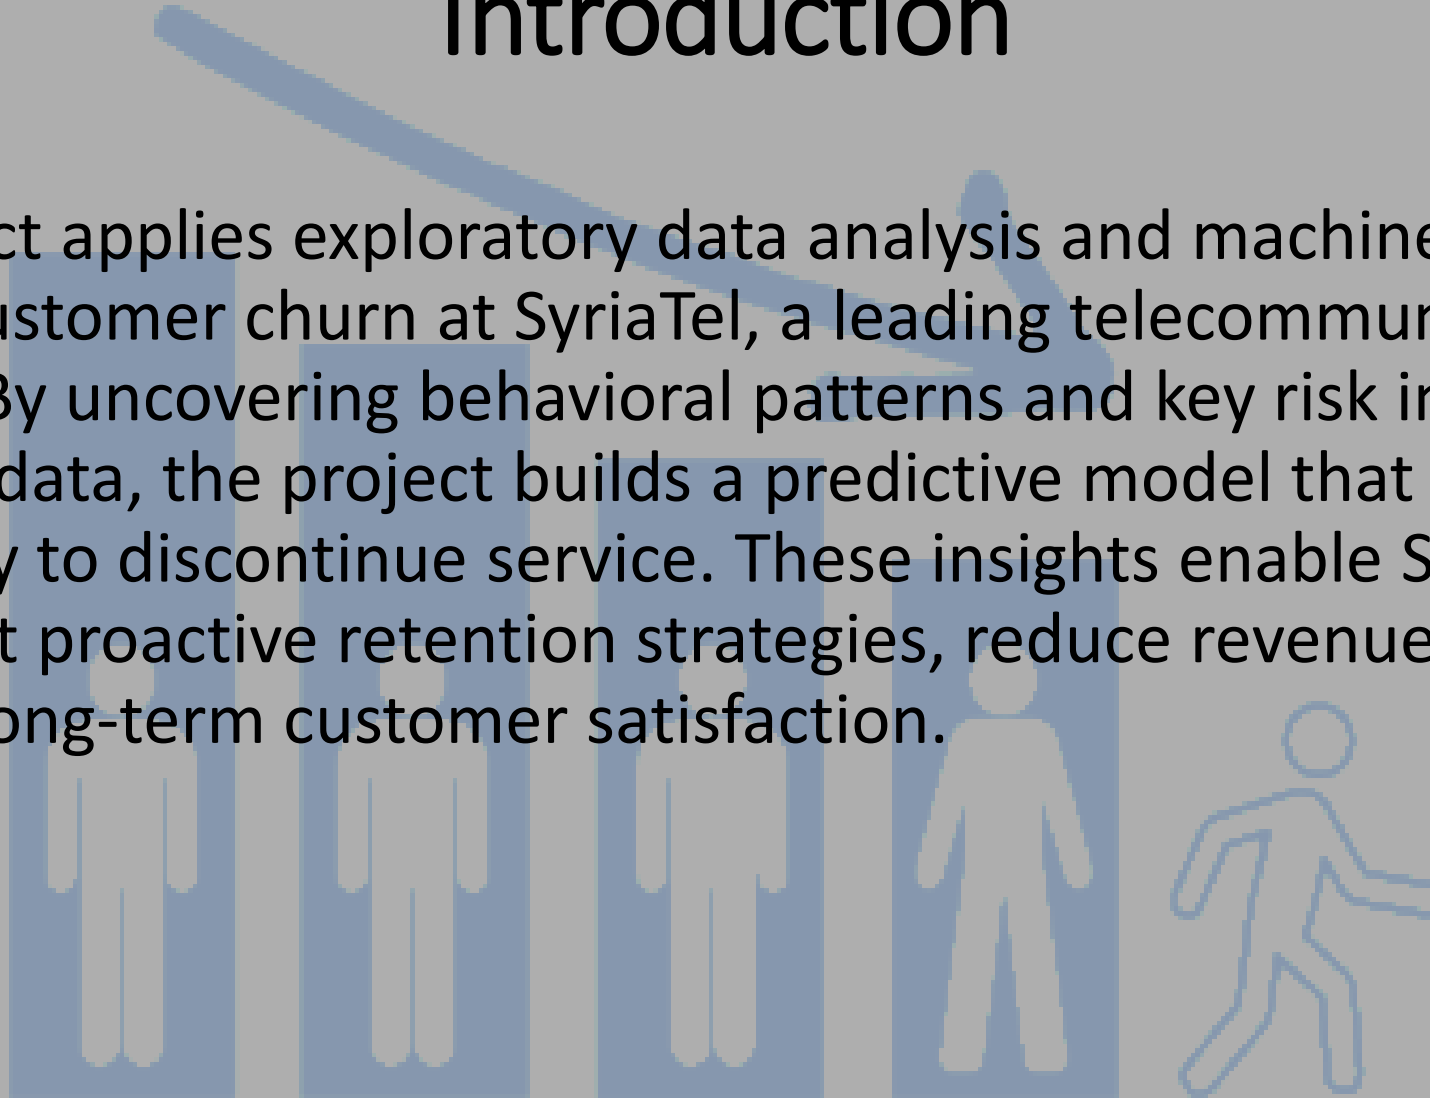 Introduction
ct applies exploratory data analysis and machine
ustomer churn at SyriaTel, a leading telecommun
By uncovering behavioral patterns and key risk in
data, the project builds a predictive model that
y to discontinue service. These insights enable S
t proactive retention strategies, reduce revenue
ong-term customer satisfaction.